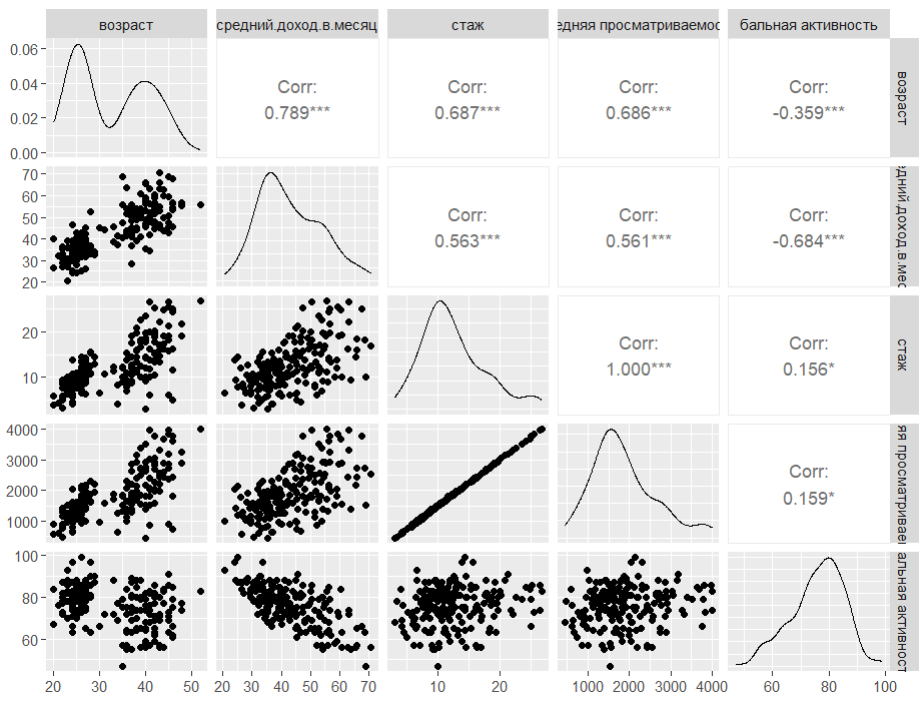 возраст
средний.доход.в.месяц
стаж
едняя просматриваемос
бальная активность
0.06
0.04
0.02
0.00
Corr:
0.789***
Corr:
0.687***
Corr:
0.686***
Corr:
-0.359***
возраст
70
60
50
40
30
20
Corr:
0.563***
Corr:
0.561***
Corr:
-0.684***
дний.доход.в.мес
20
10
Corr:
1.000***
Corr:
0.156*
стаж
4000
3000
2000
1000
Corr:
0.159*
яя просматривае
100
80
60
альная активност
20 30 40 50
20 30 40 50 60 70
10 20
1000 2000 3000 4000
60 80 100